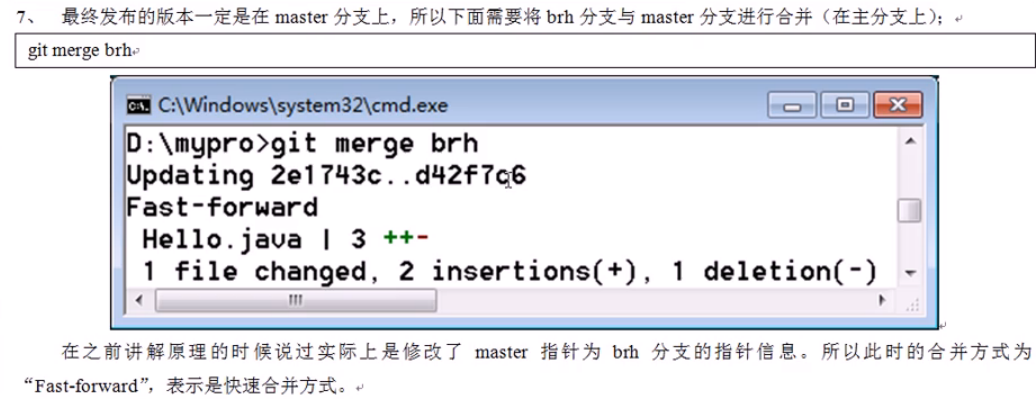 7、 最终发布的版本一定是在 master 分支上，所以下面需要将 brh 分支与 master 分支进行合并（在主分支上）；
git merge brh
C:\Windows\system32\cmd.exe
D:\mypro>git merge brh
Updating 2e1743c..d42f7c6
Fast-forward
 Hello.java | 3 ++-
 1 file changed, 2 insertions(+), 1 deletion(-)
在之前讲解原理的时候说过实际上是修改了 master 指针为 brh 分支的指针信息。所以此时的合并方式为
“Fast-forward”，表示是快速合并方式。